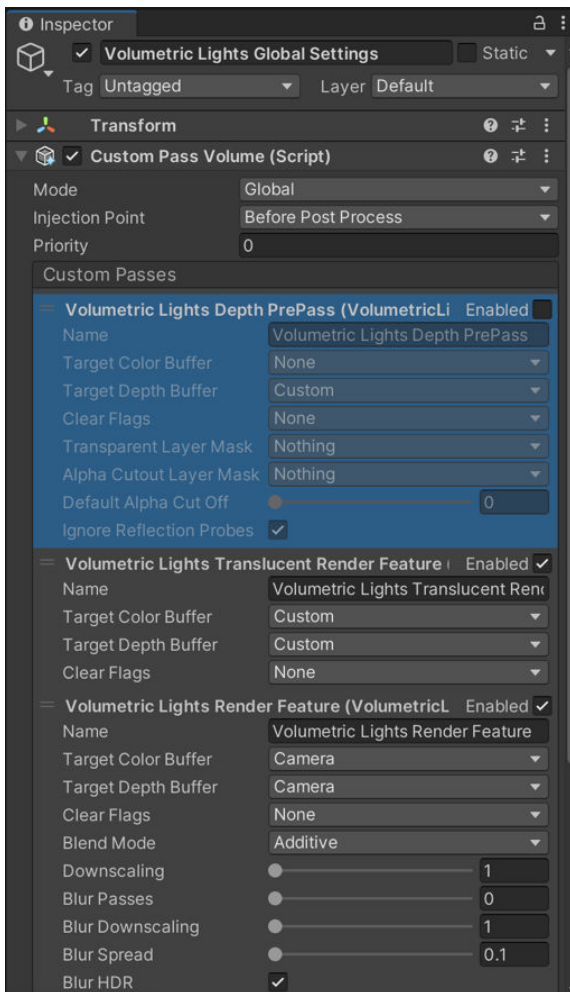 Inspector
Volumetric Lights Global Settings Static
Tag Untagged Layer Default
Transform
Custom Pass Volume (Script)
Mode Global
Injection Point Before Post Process
Priority 0
Custom Passes
Volumetric Lights Depth PrePass (VolumetricLi Enabled
Name Volumetric Lights Depth PrePass
Target Color Buffer None
Target Depth Buffer Custom
Clear Flags None
Transparent Layer Mask Nothing
Alpha Cutout Layer Mask Nothing
Default Alpha Cut Off 0
Ignore Reflection Probes
Volumetric Lights Translucent Render Feature ( Enabled
Name Volumetric Lights Translucent Rend
Target Color Buffer Custom
Target Depth Buffer Custom
Clear Flags None
Volumetric Lights Render Feature (VolumetricL Enabled
Name Volumetric Lights Render Feature
Target Color Buffer Camera
Target Depth Buffer Camera
Clear Flags None
Blend Mode Additive
Downscaling 1
Blur Passes 0
Blur Downscaling 1
Blur Spread 0.1
Blur HDR